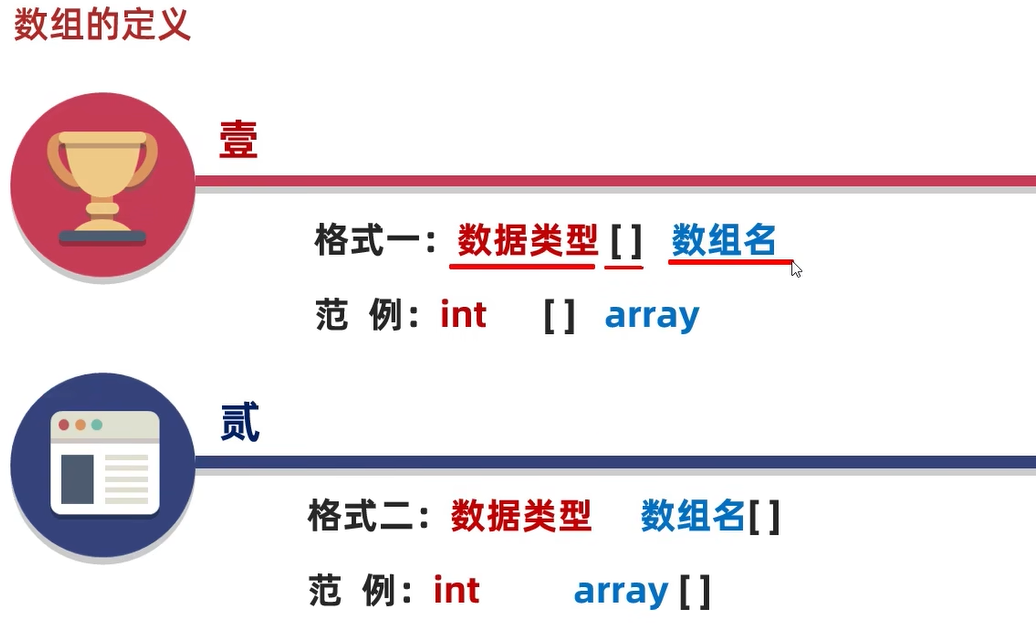 数组的定义
壹
格式一：数据类型 [ ] 数组名
范 例：int [ ] array
贰
格式二：数据类型 数组名[ ]
范 例：int array [ ]